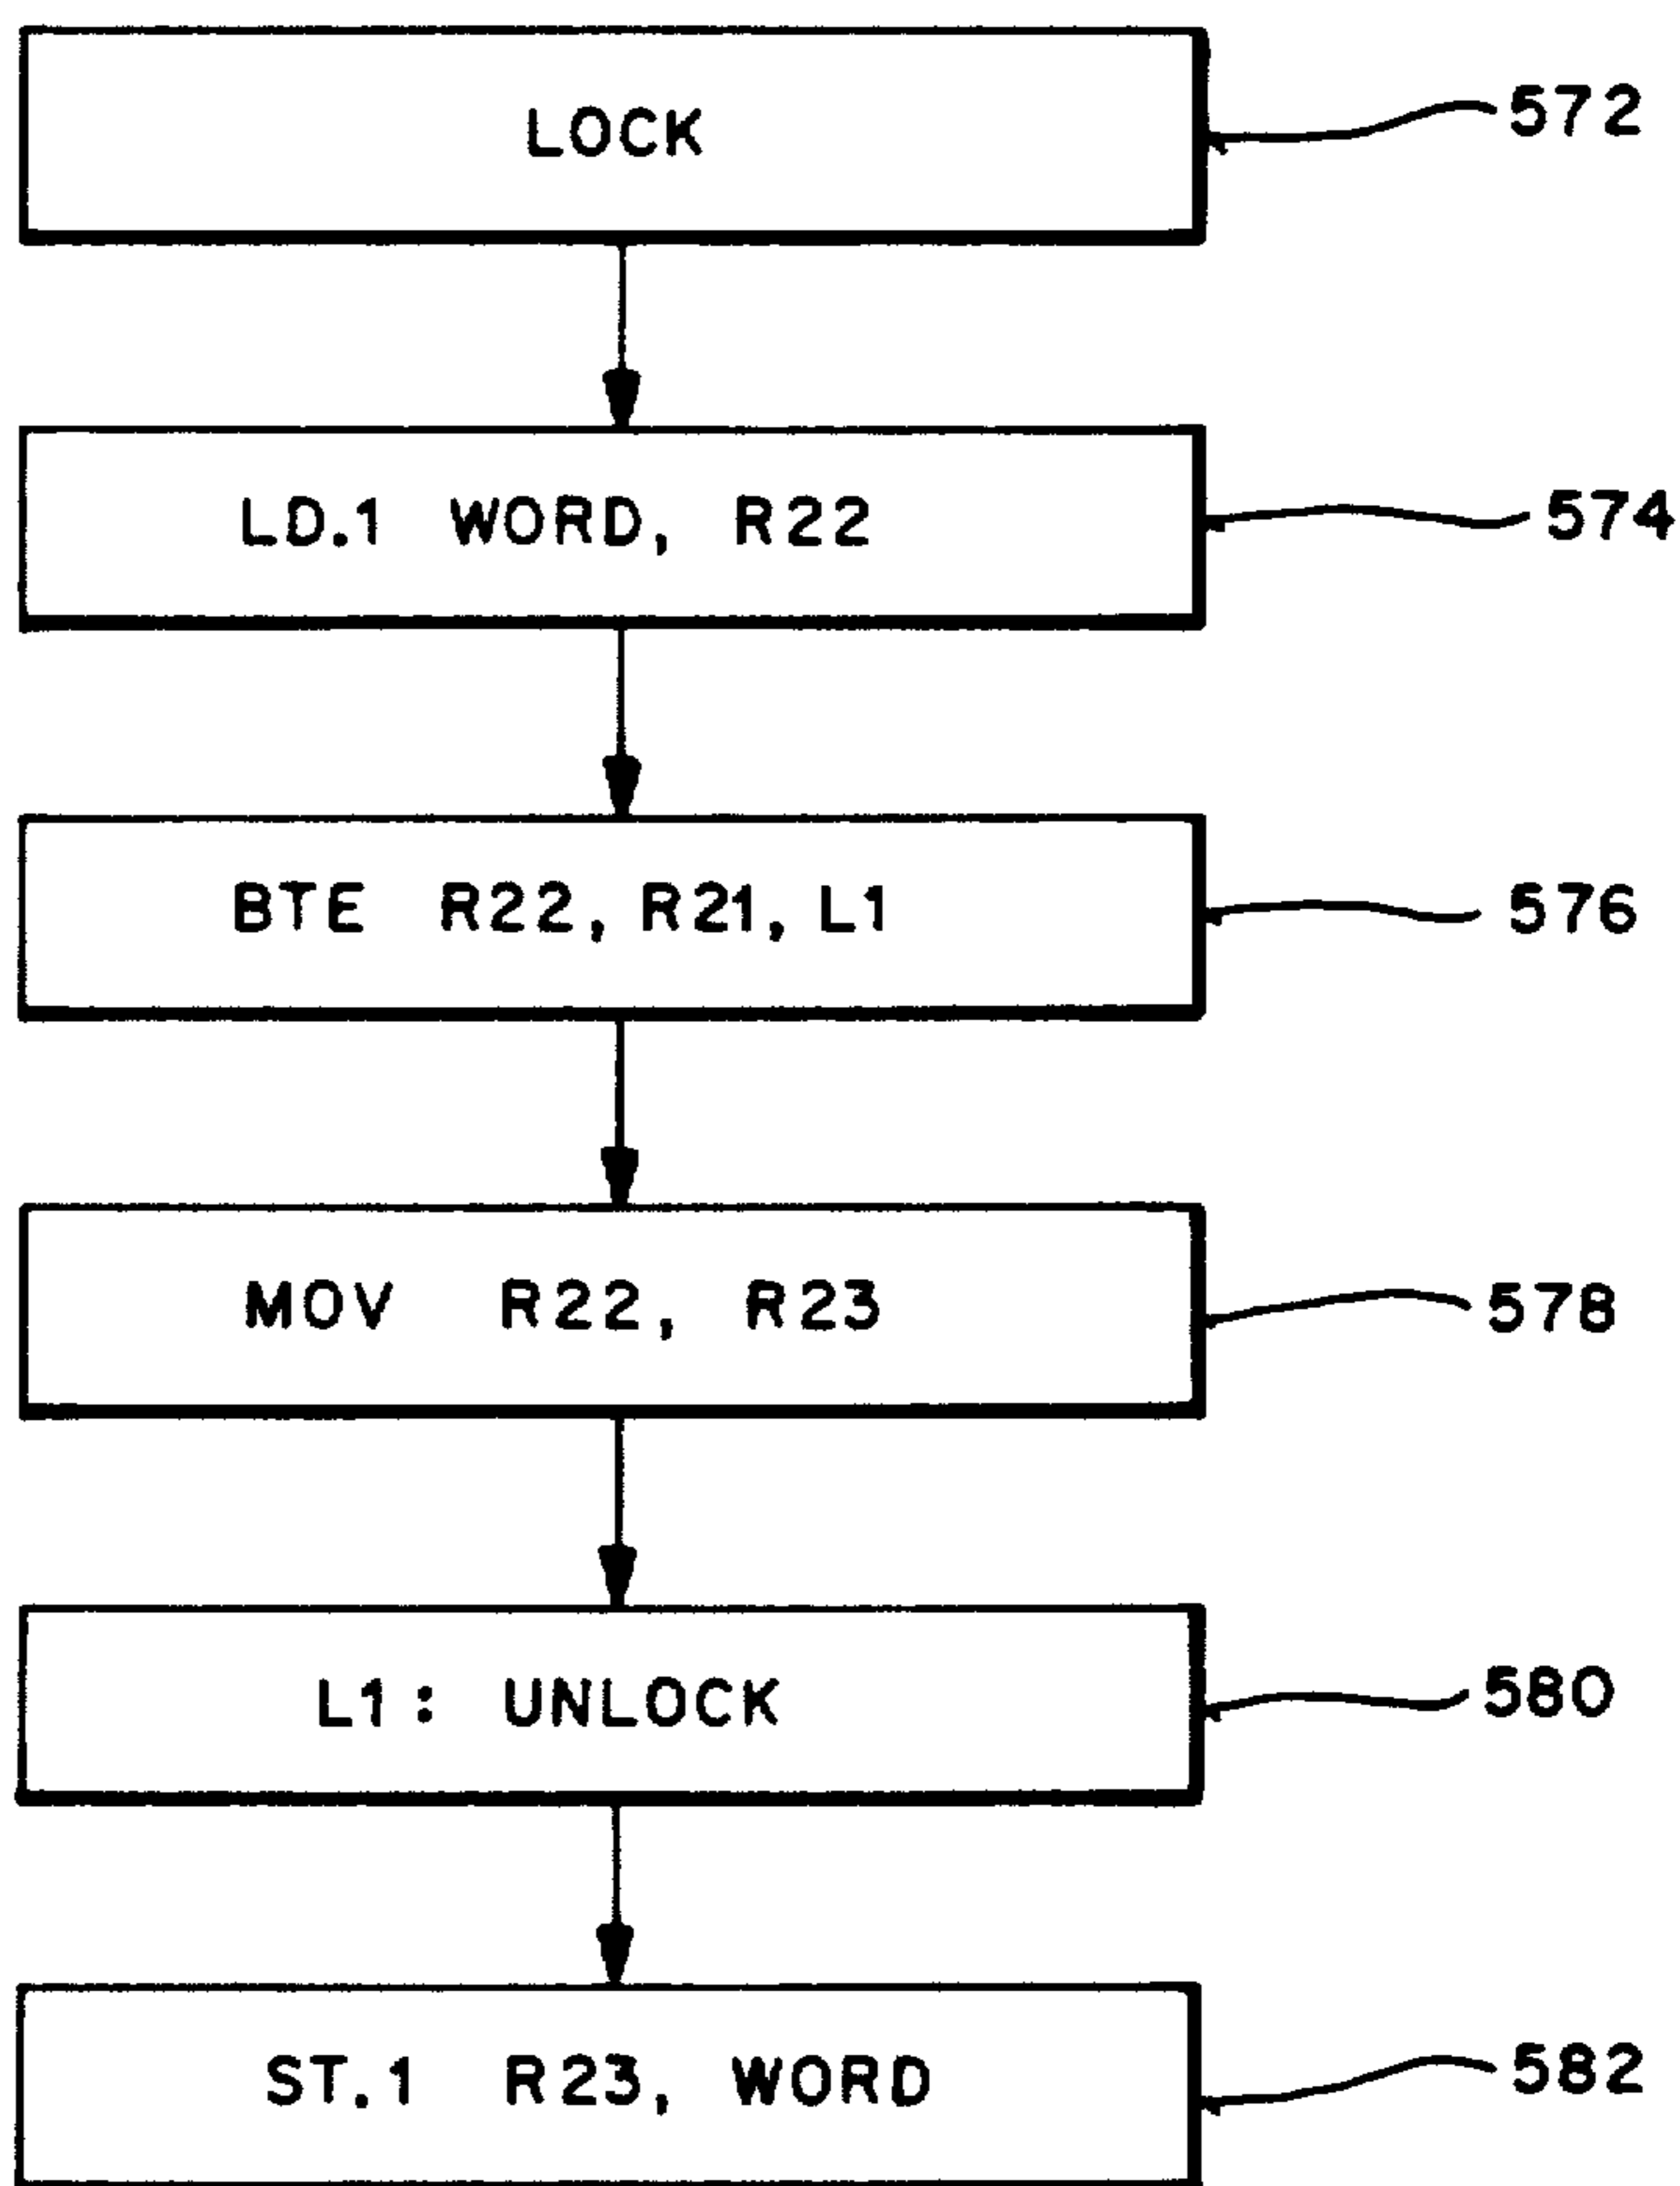 LOCK
572
LD.1 WORD, R22
574
BTE R22, R21, L1
576
MOV R22, R23
578
L1: UNLOCK
580
ST.1 R23, WORD
582